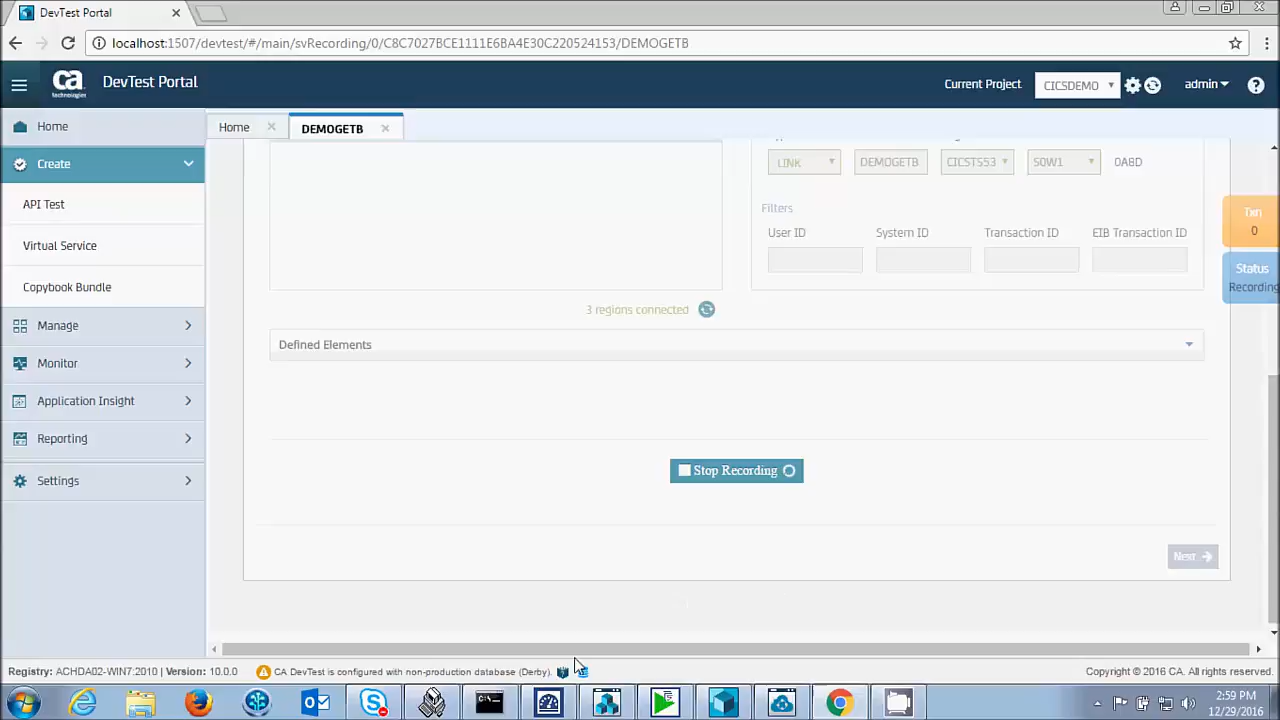 DevTest Portal
localhost:1507/devtest/#/main/svRecording/0/C8C7027BCE1111E6BA4E30C220524153/DEMOGETB
ca
technologies
DevTest Portal
Current Project
CICSDEMO
admin
Home
Create
API Test
Virtual Service
Copybook Bundle
Manage
Monitor
Application Insight
Reporting
Settings
Home
DEMOGETB
LINK
DEMOGETB
CICSTS53
S0W1
0A8D
Filters
User ID
System ID
Transaction ID
EIB Transaction ID
3 regions connected
Defined Elements
Stop Recording
Next
Txn
0
Status
Recording
Registry: ACHDA02-WIN7:2010 | Version: 10.0.0
CA DevTest is configured with non-production database (Derby).
Copyright © 2016 CA. All rights reserved.
2:59 PM
12/29/2016